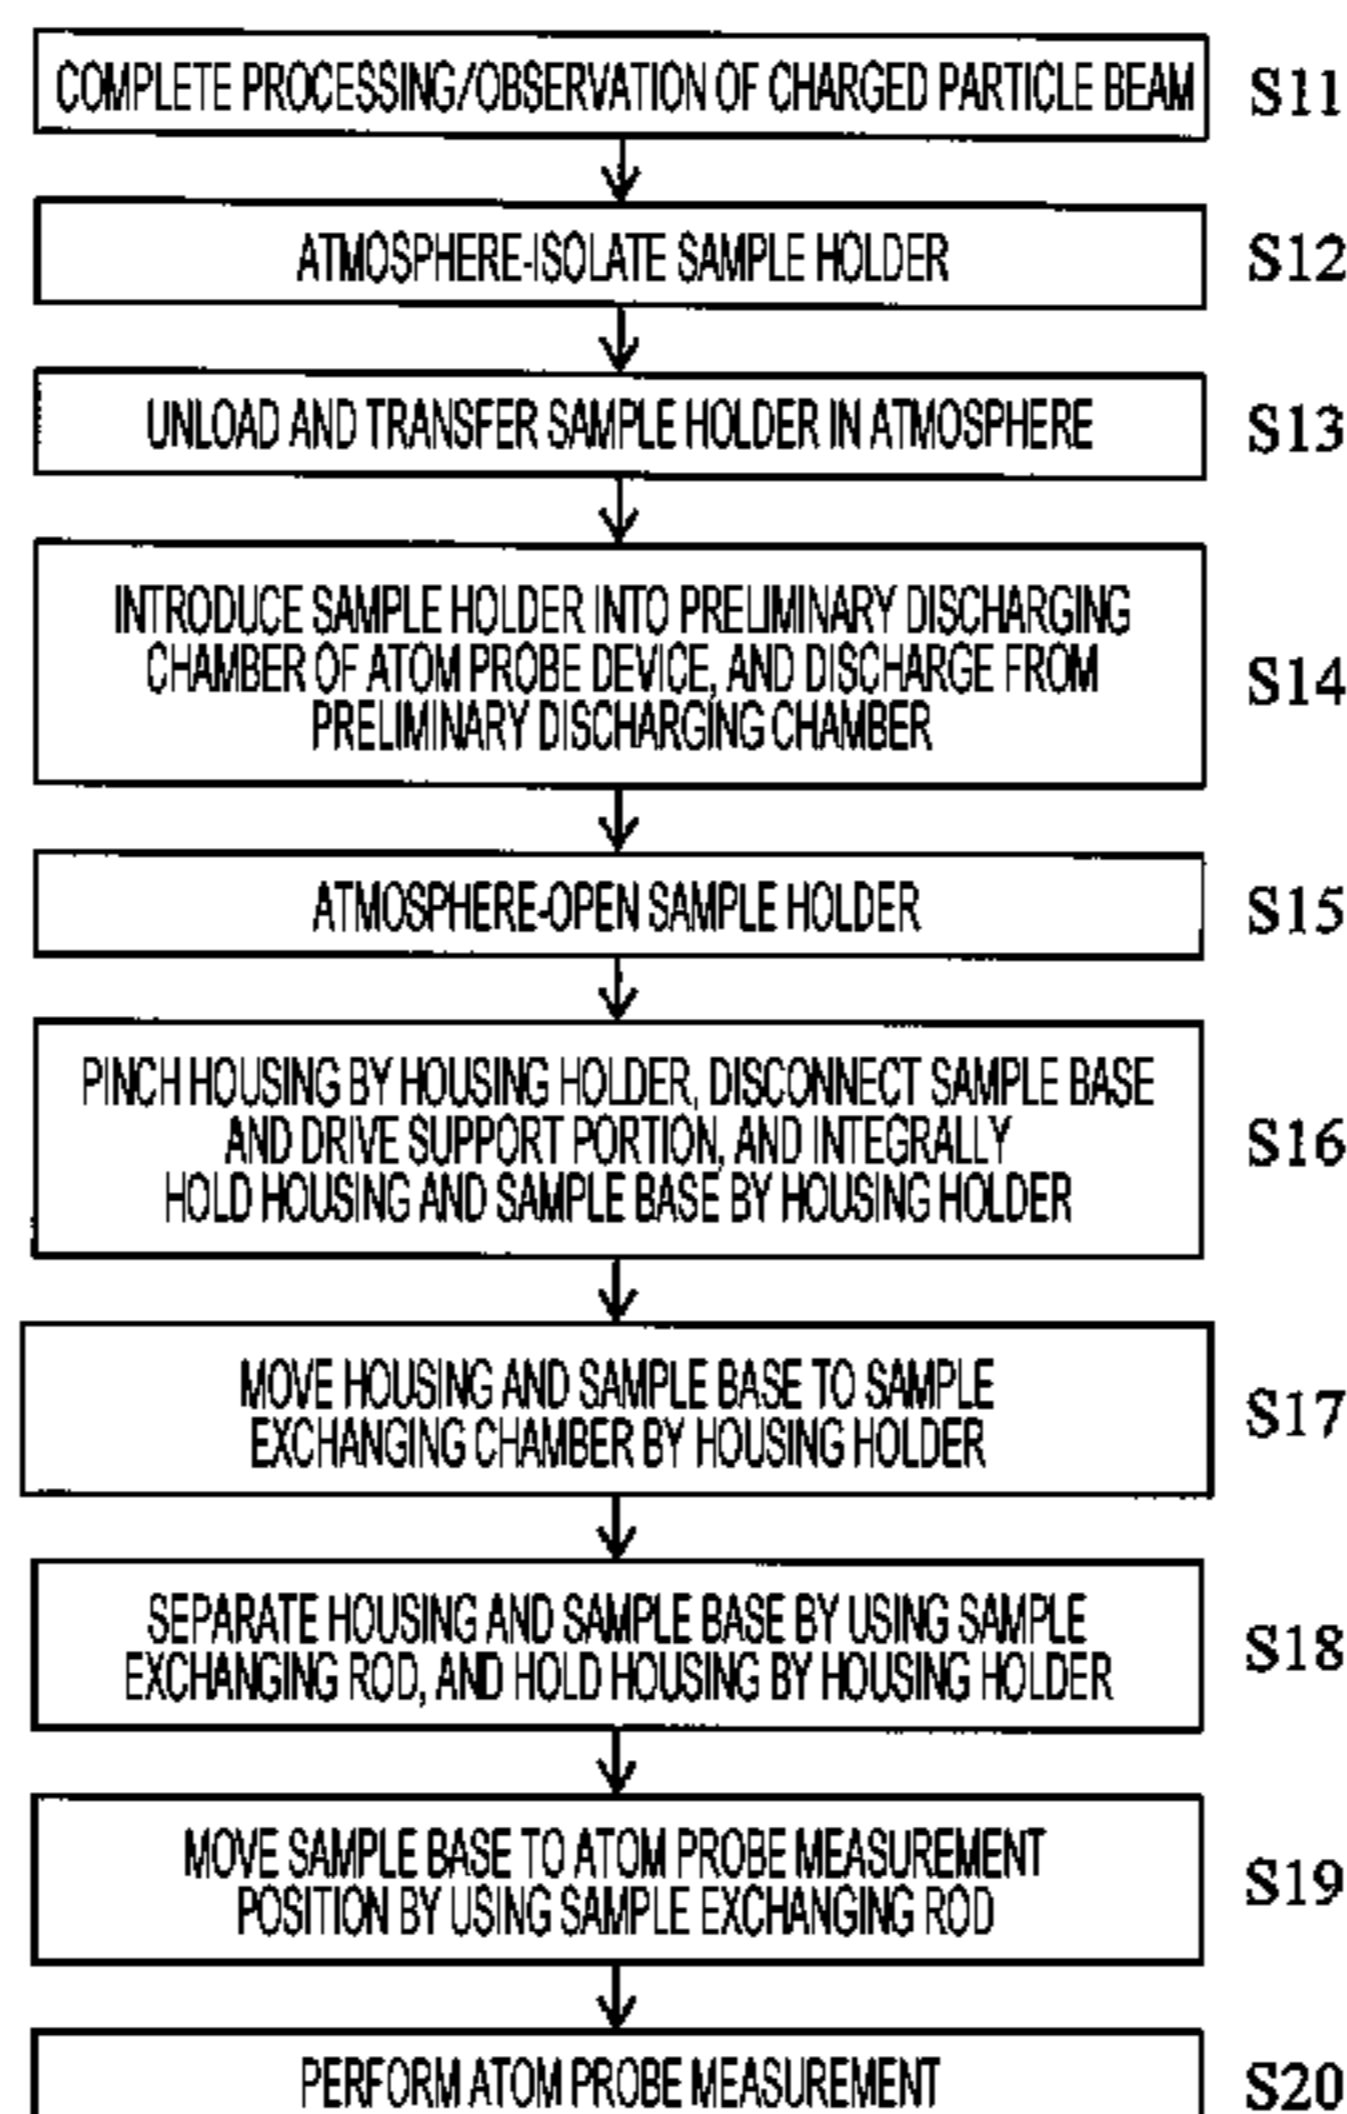 COMPLETE PROCESSING/OBSERVATION OF CHARGED PARTICLE BEAM S11
ATMOSPHERE-ISOLATE SAMPLE HOLDER S12
UNLOAD AND TRANSFER SAMPLE HOLDER IN ATMOSPHERE S13
INTRODUCE SAMPLE HOLDER INTO PRELIMINARY DISCHARGING
CHAMBER OF ATOM PROBE DEVICE, AND DISCHARGE FROM S14
PRELIMINARY DISCHARGING CHAMBER
ATMOSPHERE-OPEN SAMPLE HOLDER S15
PINCH HOUSING BY HOUSING HOLDER, DISCONNECT SAMPLE BASE
AND DRIVE SUPPORT PORTION, AND INTEGRALLY S16
HOLD HOUSING AND SAMPLE BASE BY HOUSING HOLDER
MOVE HOUSING AND SAMPLE BASE TO SAMPLE S17
EXCHANGING CHAMBER BY HOUSING HOLDER
SEPARATE HOUSING AND SAMPLE BASE BY USING SAMPLE S18
EXCHANGING ROD, AND HOLD HOUSING BY HOUSING HOLDER
MOVE SAMPLE BASE TO ATOM PROBE MEASUREMENT S19
POSITION BY USING SAMPLE EXCHANGING ROD
PERFORM ATOM PROBE MEASUREMENT S20